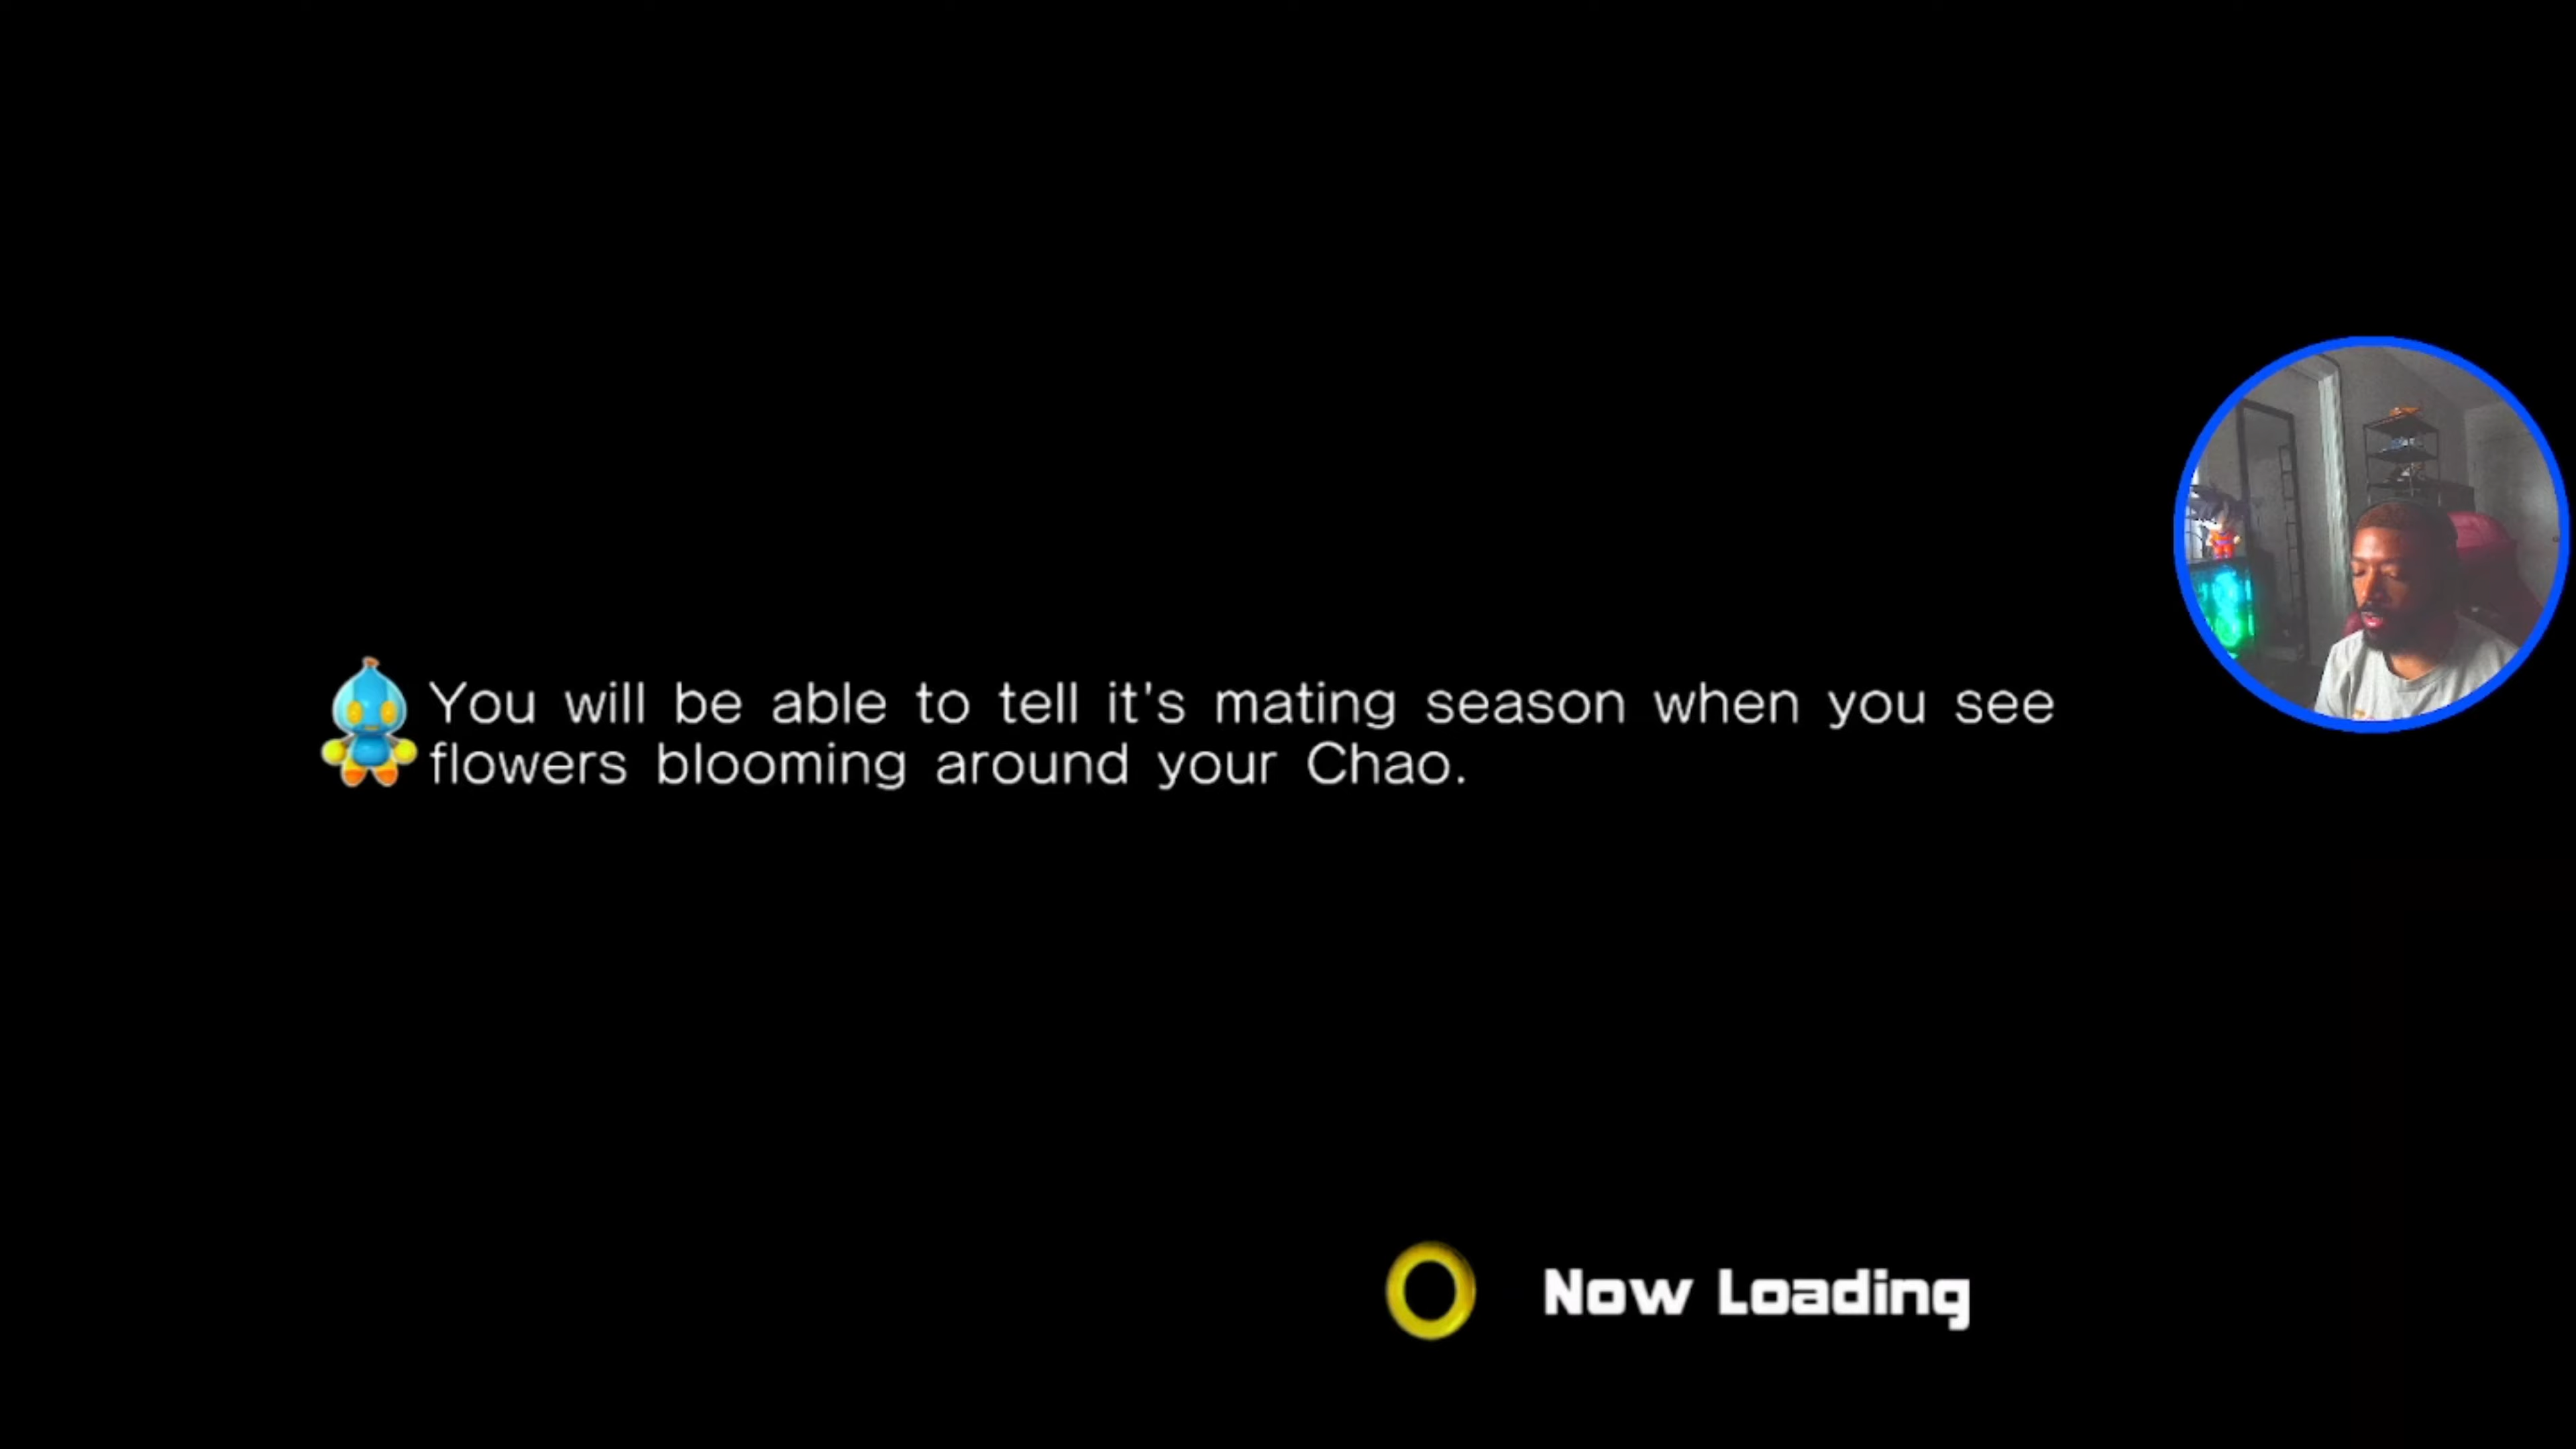 You will be able to tell it's mating season when you see
flowers blooming around your Chao.
Now Loading